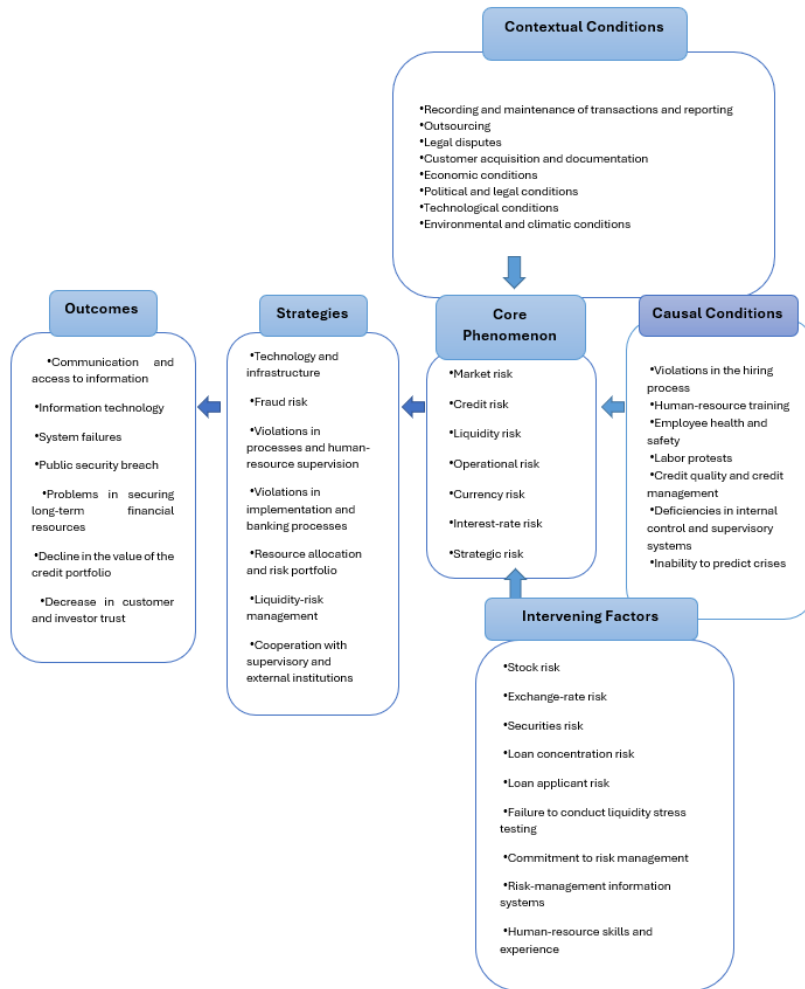 Contextual Conditions
•Recording and maintenance of transactions and reporting
•Outsourcing
•Legal disputes
•Customer acquisition and documentation
•Economic conditions
•Political and legal conditions
•Technological conditions
•Environmental and climatic conditions
Outcomes
•Communication and
access to information
•Information technology
•System failures
•Public security breach
•Problems in securing
long-term financial
resources
•Decline in the value of the
credit portfolio
•Decrease in customer
and investor trust
Strategies
•Technology and
infrastructure
•Fraud risk
•Violations in
processes and human-
resource supervision
•Violations in
implementation and
banking processes
•Resource allocation
and risk portfolio
•Liquidity-risk
management
•Cooperation with
supervisory and
external institutions
Core
Phenomenon
•Market risk
•Credit risk
•Liquidity risk
•Operational risk
•Currency risk
•Interest-rate risk
•Strategic risk
Causal Conditions
•Violations in the hiring
process
•Human-resource training
•Employee health and
safety
•Labor protests
•Credit quality and credit
management
•Deficiencies in internal
control and supervisory
systems
•Inability to predict crises
Intervening Factors
•Stock risk
•Exchange-rate risk
•Securities risk
•Loan concentration risk
•Loan applicant risk
•Failure to conduct liquidity stress
testing
•Commitment to risk management
•Risk-management information
systems
•Human-resource skills and
experience